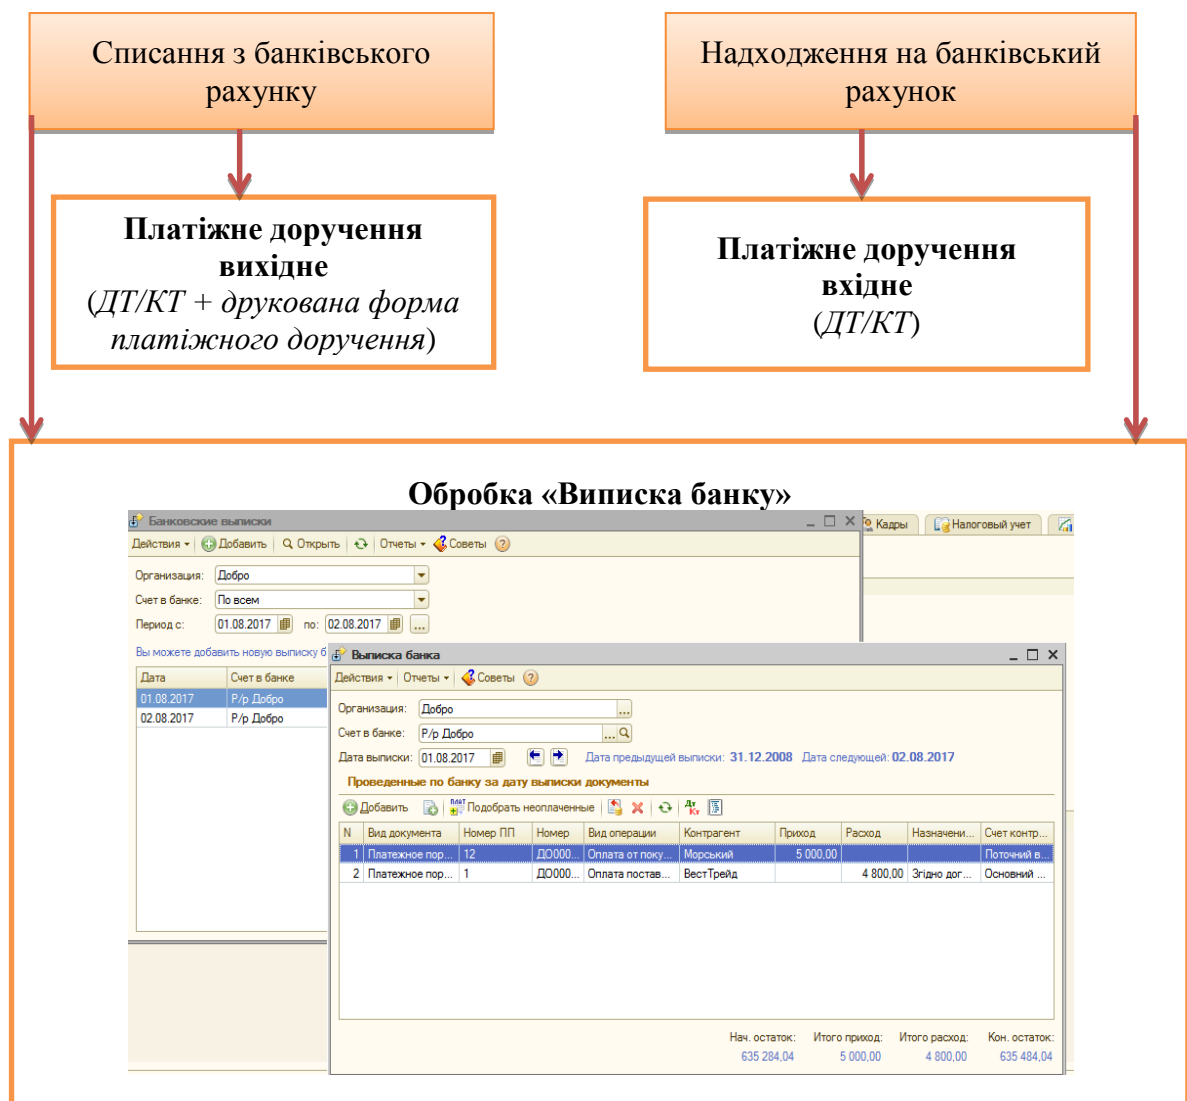 Списання з банківського
рахунку
Надходження на банківський
рахунок
Платіжне доручення
вихідне
(ДТ/КТ + друкована форма
платіжного доручення)
Платіжне доручення
вхідне
(ДТ/КТ)
Обробка «Виписка банку»
Банковские выписки
Кадры Налоговый учет
Действия Добавить Открыть Отчеты Советы ?
Организация: Добро
Счет в банке: По всем
Период с: 01.08.2017 по: 02.08.2017 ...
Вы можете добавить новую выписку б
Дата Счет в банке
01.08.2017 Р/р Добро
02.08.2017 Р/р Добро
Выписка банка
Действия Отчеты Советы ?
Организация: Добро ...
Счет в банке: Р/р Добро ...
Дата выписки: 01.08.2017 Дата предыдущей выписки: 31.12.2008 Дата следующей: 02.08.2017
Проведенные по банку за дату выписки документы
Добавить Подобрать неоплаченные Дт Кт
N Вид документа Номер ПП Номер Вид операции Контрагент Приход Расход Назначени... Счет контр...
1 Платежное пор... 12 ДО000... Оплата от поку... Морський 5 000,00 Поточний в...
2 Платежное пор... 1 ДО000... Оплата постав... ВестТрейд 4 800,00 Згідно дог... Основний ...
Нач. остаток: Итого приход: Итого расход: Кон. остаток:
635 284,04 5 000,00 4 800,00 635 484,04